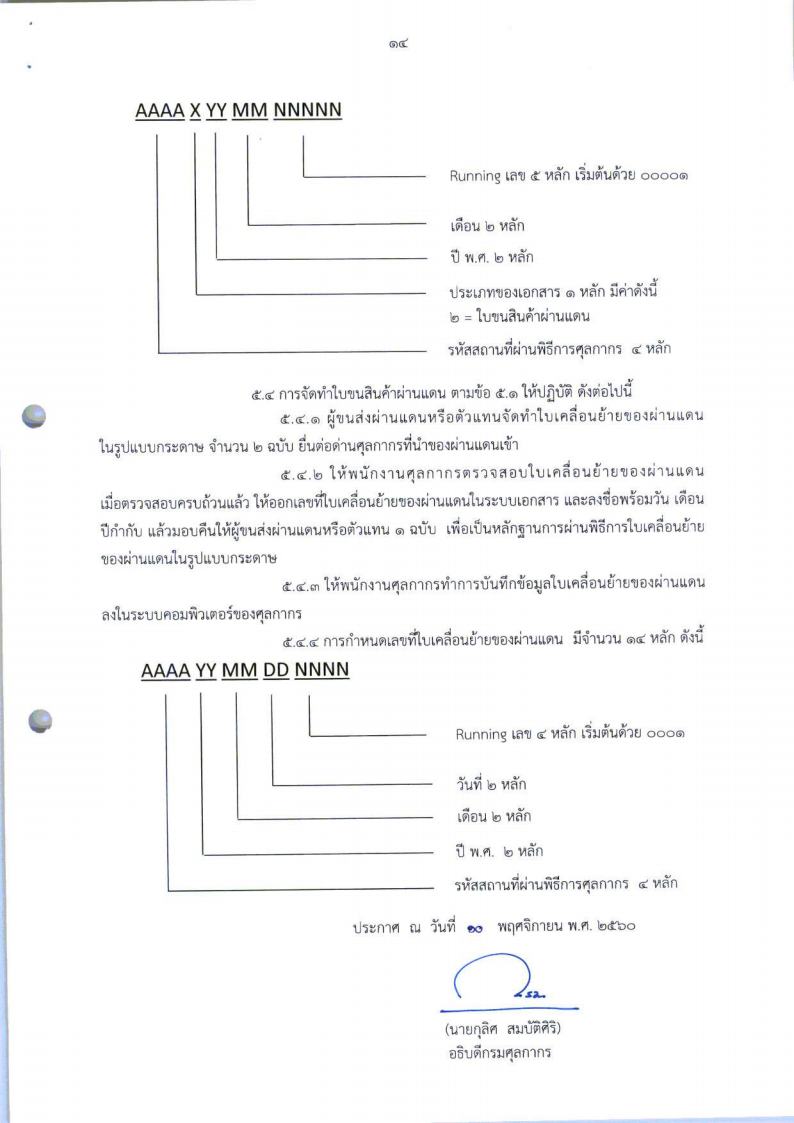 ๑๔
AAAA X YY MM NNNNN
Running เลข ๕ หลัก เริ่มต้นด้วย ๐๐๐๐๑
เดือน ๒ หลัก
ปี พ.ศ. ๒ หลัก
ประเภทของเอกสาร ๑ หลัก มีค่าดังนี้
๒ = ใบขนสินค้าผ่านแดน
รหัสสถานที่ผ่านพิธีการศุลกากร ๔ หลัก
๕.๔ การจัดทำใบขนสินค้าผ่านแดน ตามข้อ ๕.๑ ให้ปฏิบัติ ดังต่อไปนี้
๕.๔.๑ ผู้ขนส่งผ่านแดนหรือตัวแทนจัดทำใบเคลื่อนย้ายของผ่านแดน
ในรูปแบบกระดาษ จำนวน ๒ ฉบับ ยื่นต่อด่านศุลกากรที่นำของผ่านแดนเข้า
๕.๔.๒ ให้พนักงานศุลกากรตรวจสอบใบเคลื่อนย้ายของผ่านแดน
เมื่อตรวจสอบครบถ้วนแล้ว ให้ออกเลขที่ใบเคลื่อนย้ายของผ่านแดนในระบบเอกสาร และลงชื่อพร้อมวัน เดือน
ปีกำกับ แล้วมอบคืนให้ผู้ขนส่งผ่านแดนหรือตัวแทน ๑ ฉบับ เพื่อเป็นหลักฐานการผ่านพิธีการใบเคลื่อนย้าย
ของผ่านแดนในรูปแบบกระดาษ
๕.๔.๓ ให้พนักงานศุลกากรทำการบันทึกข้อมูลใบเคลื่อนย้ายของผ่านแดน
ลงในระบบคอมพิวเตอร์ของศุลกากร
๕.๔.๔ การกำหนดเลขที่ใบเคลื่อนย้ายของผ่านแดน มีจำนวน ๑๔ หลัก ดังนี้
AAAA YY MM DD NNNN
Running เลข ๔ หลัก เริ่มต้นด้วย ๐๐๐๑
วันที่ ๒ หลัก
เดือน ๒ หลัก
ปี พ.ศ. ๒ หลัก
รหัสสถานที่ผ่านพิธีการศุลกากร ๔ หลัก
ประกาศ ณ วันที่ ๑๐ พฤศจิกายน พ.ศ. ๒๕๖๐
(นายกุลิศ สมบัติศิริ)
อธิบดีกรมศุลกากร